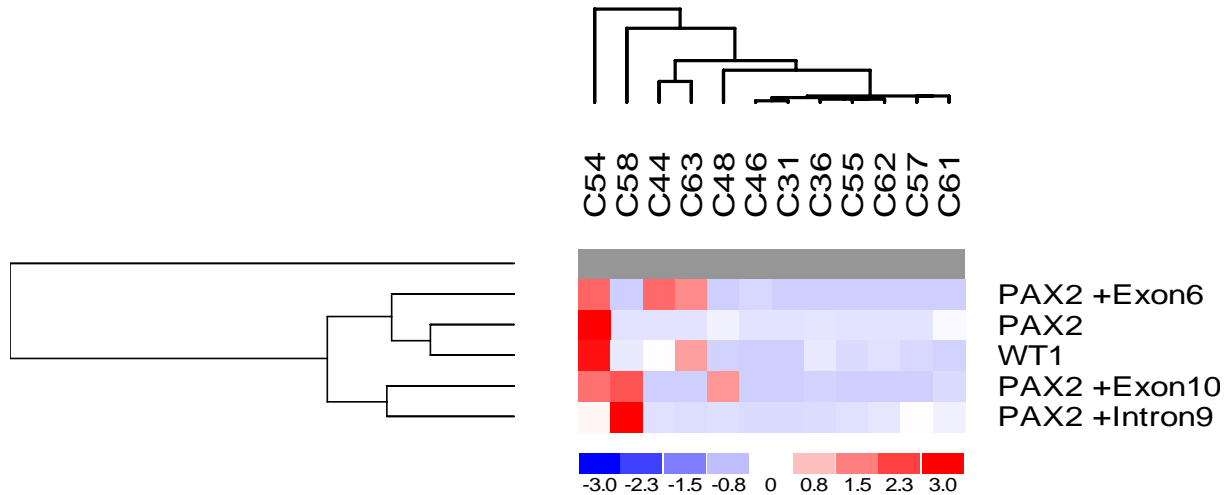 C54 C58 C44 C63 C48 C46 C31 C36 C55 C62 C57 C61
PAX2 +Exon6
PAX2
WT1
PAX2 +Exon10
PAX2 +Intron9
-3.0 -2.3 -1.5 -0.8 0 0.8 1.5 2.3 3.0